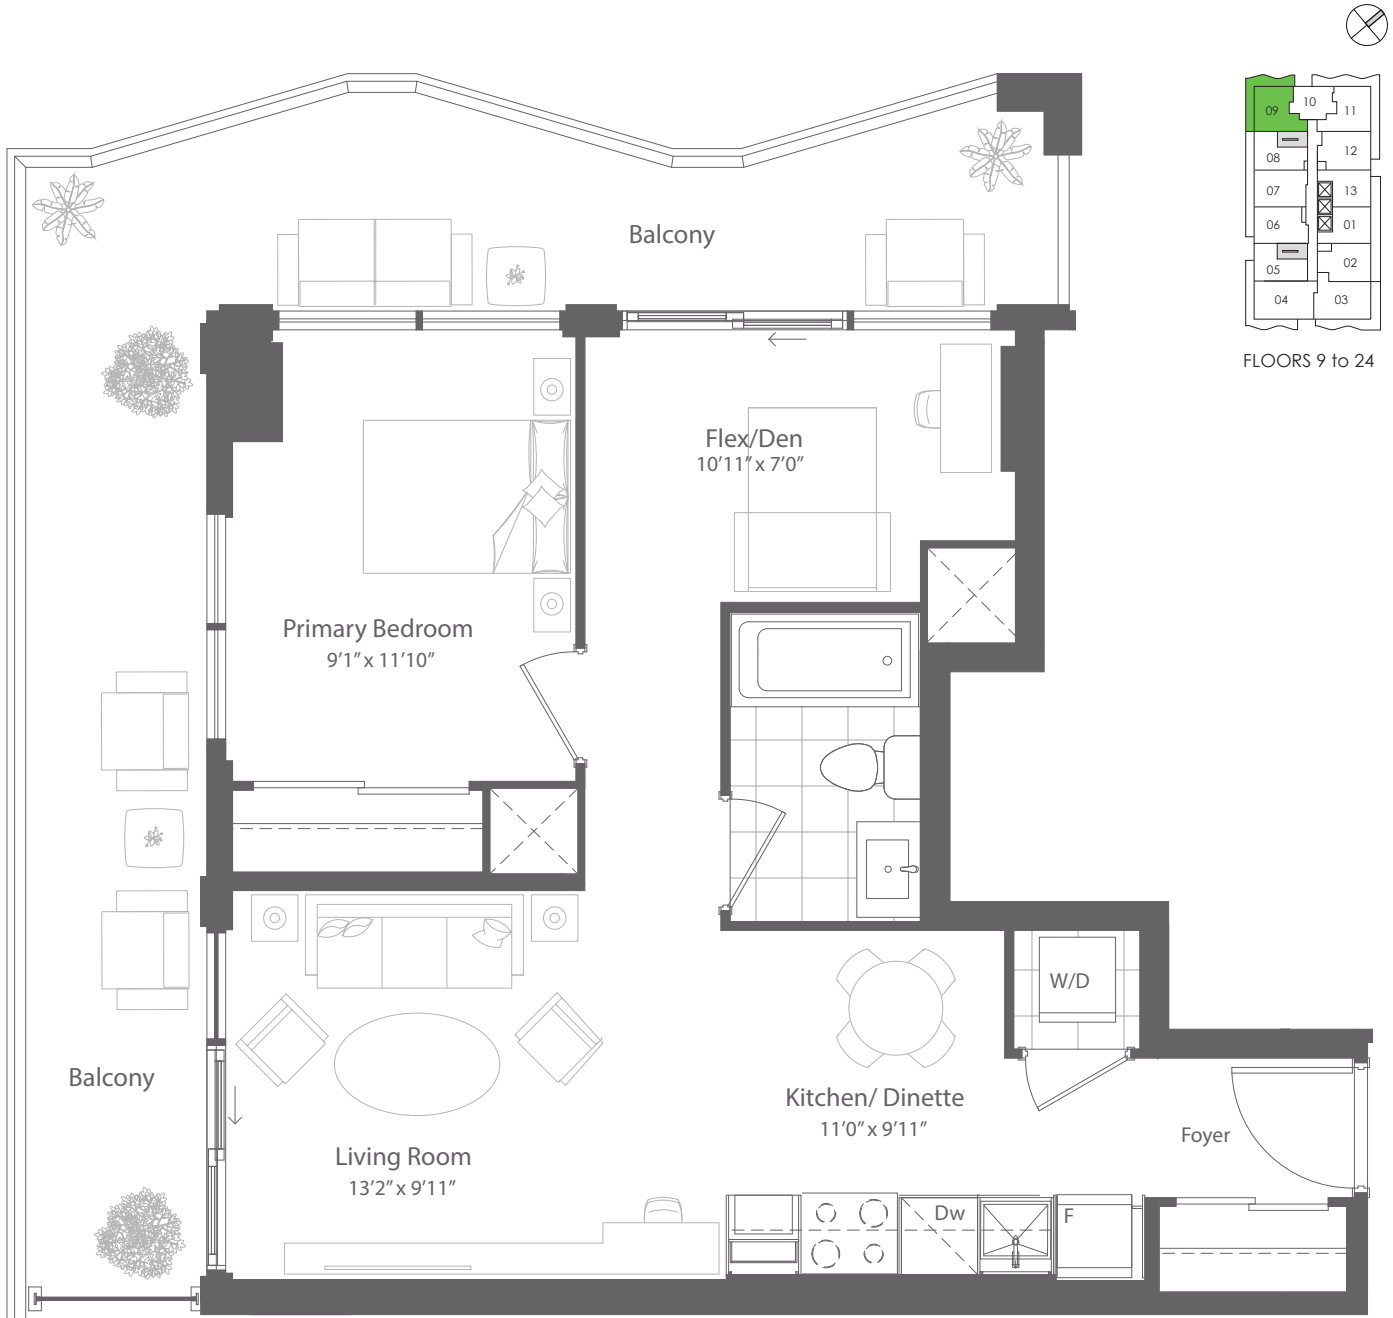 Balcony
Flex/Den
10'11" x 7'0"
Primary Bedroom
9'1" x 11'10"
W/D
Balcony
Kitchen/ Dinette
11'0" x 9'11"
Foyer
Living Room
13'2" x 9'11"
Dw
F
09
10
11
08
12
07
13
06
01
05
02
04
03
FLOORS 9 to 24